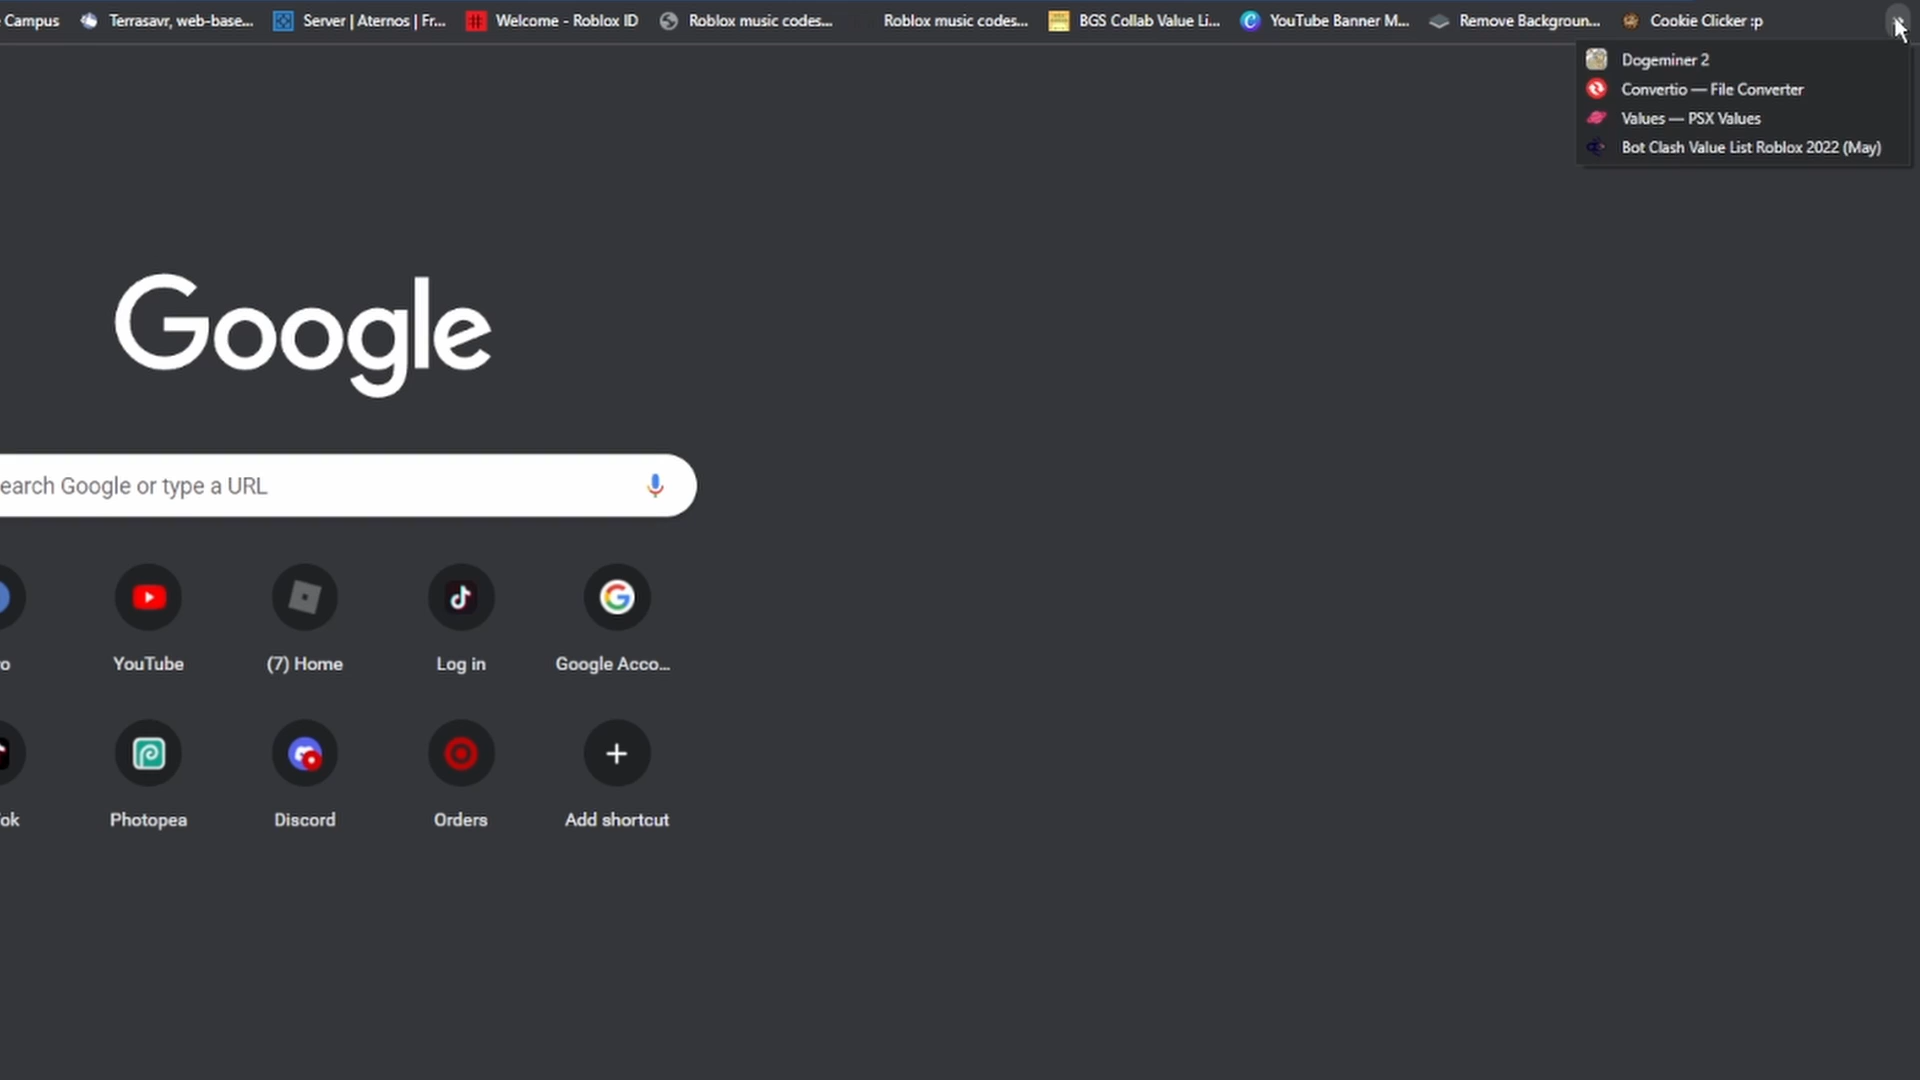 Campus
Terrasavr, web-base...
Server | Aternos | Fr...
Welcome - Roblox ID
Roblox music codes...
Roblox music codes...
BGS Collab Value Li...
YouTube Banner M...
Remove Backgroun...
Cookie Clicker :p
Dogeminer 2
Convertio — File Converter
Values — PSX Values
Bot Clash Value List Roblox 2022 (May)
Google
earch Google or type a URL
o
YouTube
(7) Home
Log in
Google Acco...
ok
Photopea
Discord
Orders
Add shortcut